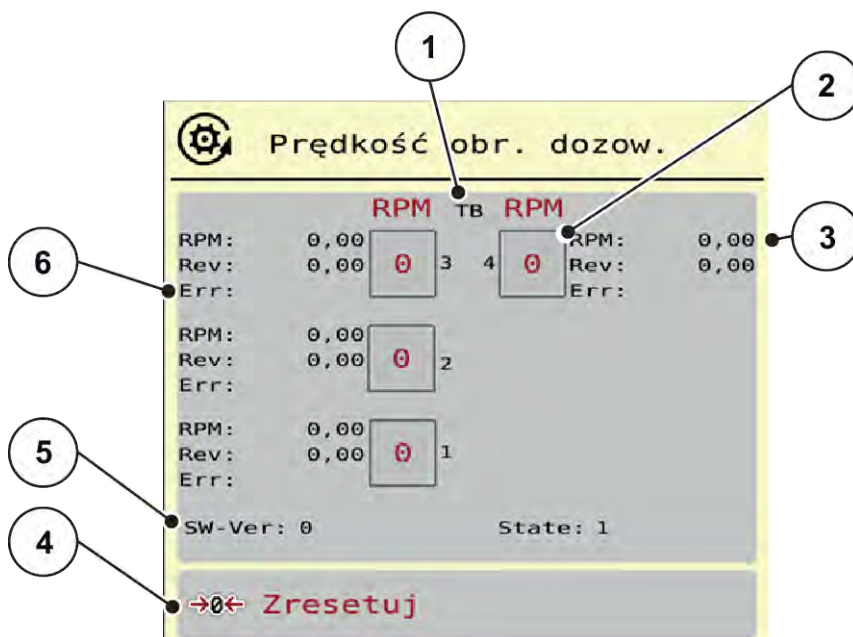 1
2
Prędkość obr. dozow.
RPM TB RPM
RPM: 0,00 RPM: 0,00 3
6 Rev: 0,00 0 3 4 0 Rev: 0,00
Err: Err:
RPM: 0,00
Rev: 0,00 0 2
Err:
RPM: 0,00
5 Rev: 0,00 0 1
Err:
SW-Ver: 0 State: 1
4
→0← Zresetuj